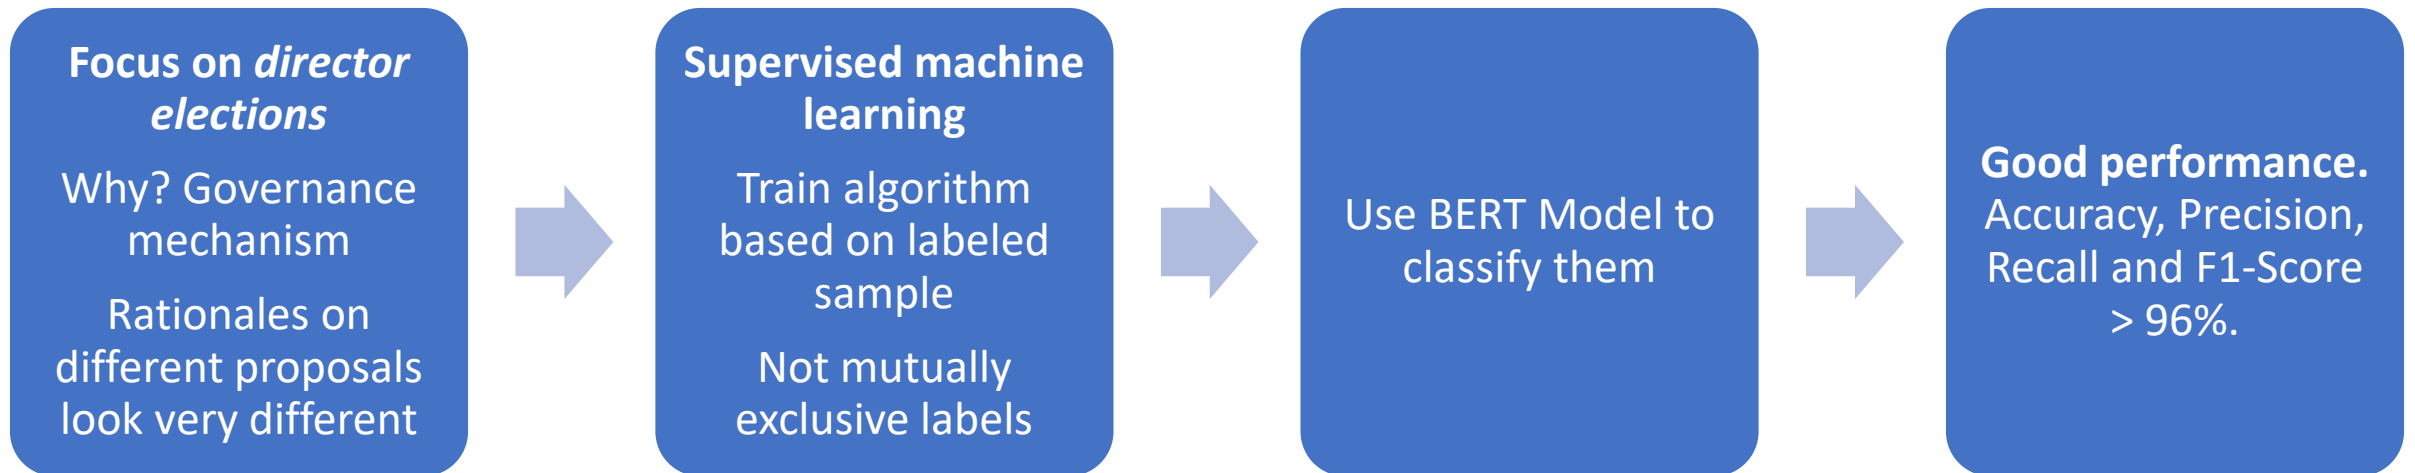 Focus on director
elections
Why? Governance
mechanism
Rationales on
different proposals
look very different
Supervised machine
learning
Train algorithm
based on labeled
sample
Not mutually
exclusive labels
Use BERT Model to
classify them
Good performance.
Accuracy, Precision,
Recall and F1-Score
> 96%.